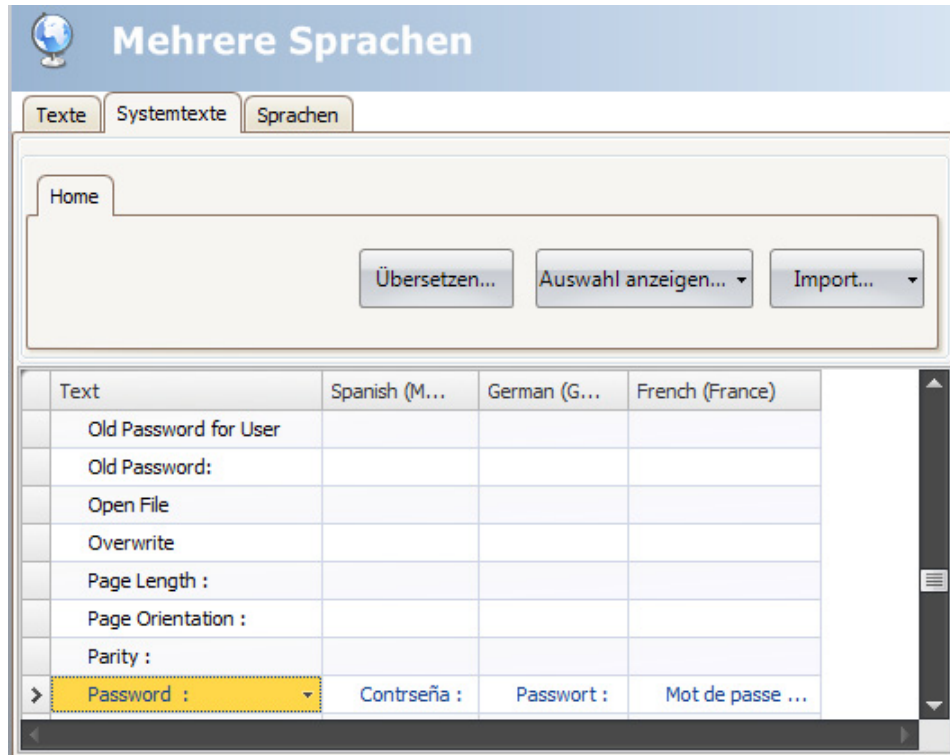 Mehrere Sprachen
Texte Systemtexte Sprachen
Home
Übersetzen... Auswahl anzeigen... Import...
Text Spanish (M... German (G... French (France)
Old Password for User
Old Password:
Open File
Overwrite
Page Length :
Page Orientation :
Parity :
Password : Contrseña : Passwort : Mot de passe ...